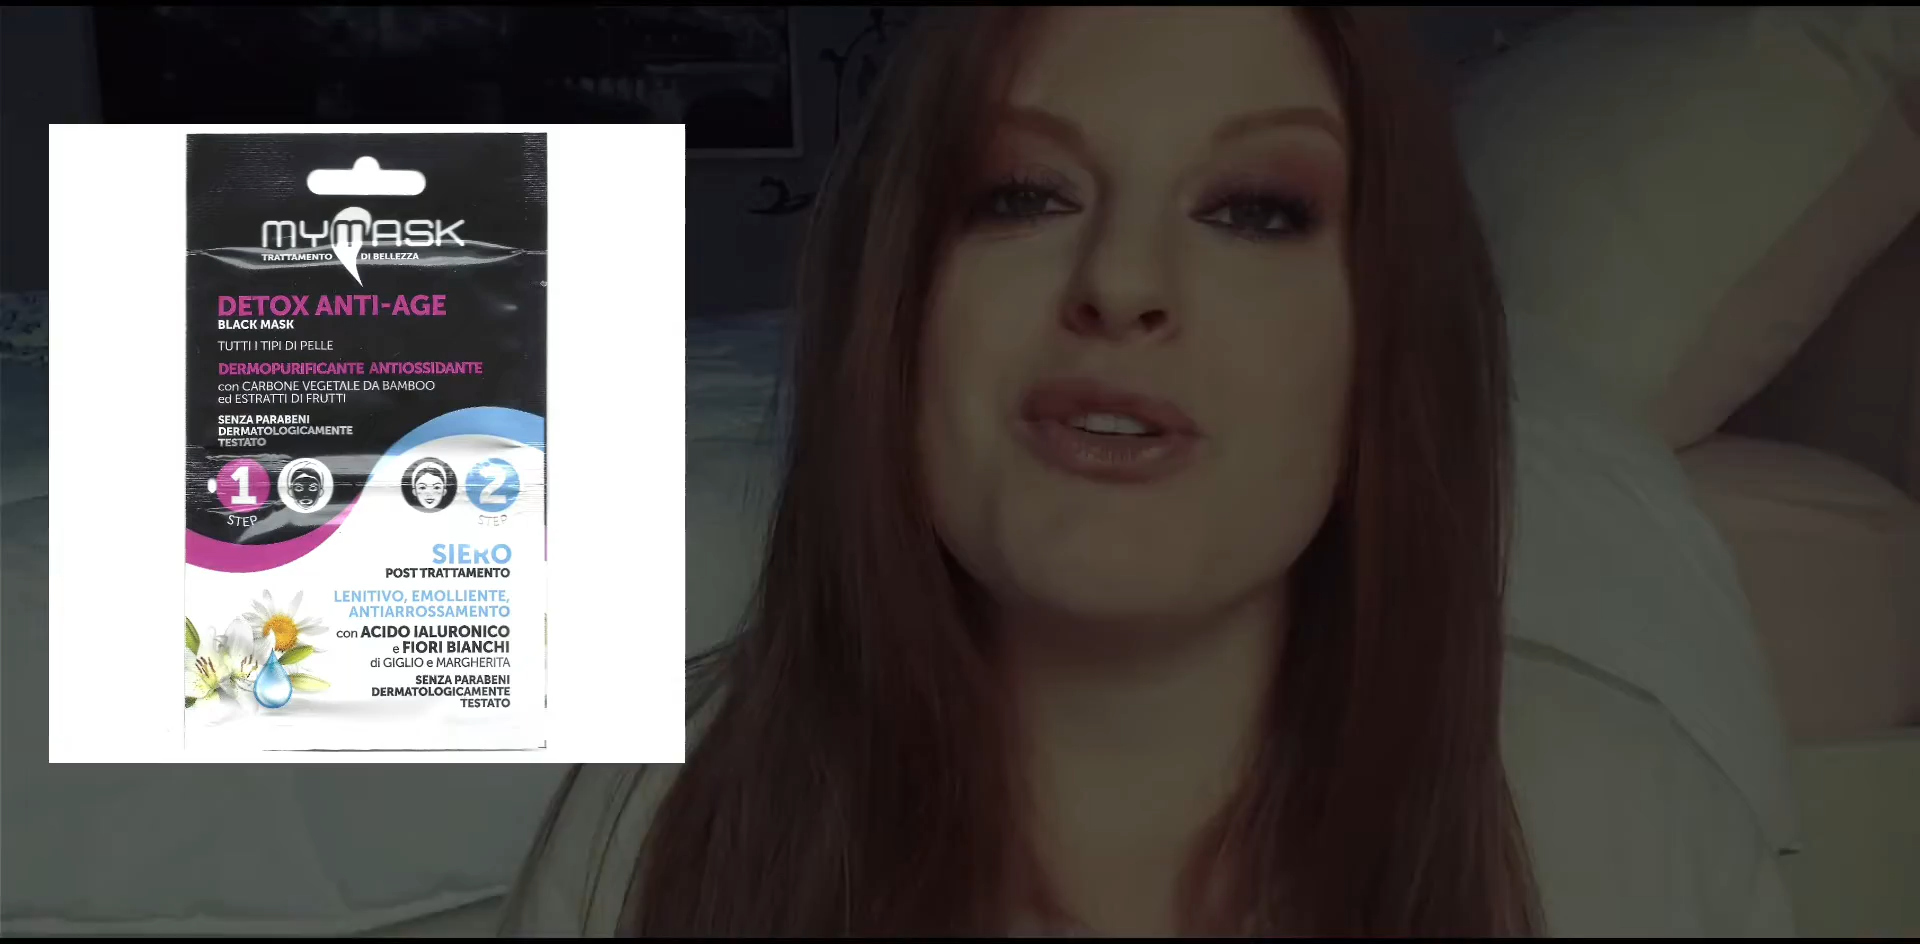 MYMASK
TRATTAMENTO DI BELLEZZA
DETOX ANTI-AGE
BLACK MASK
TUTTI I TIPI DI PELLE
DERMOPURIFICANTE ANTIOSSIDANTE
con CARBONE VEGETALE DA BAMBOO
ed ESTRATTI DI FRUTTI
SENZA PARABENI
DERMATOLOGICAMENTE
TESTATO
1
STEP
2
STEP
SIERO
POST TRATTAMENTO
LENITIVO, EMOLLIENTE,
ANTIARROSSAMENTO
con ACIDO IALURONICO
e FIORI BIANCHI
di GIGLIO e MARGHERITA
SENZA PARABENI
DERMATOLOGICAMENTE
TESTATO